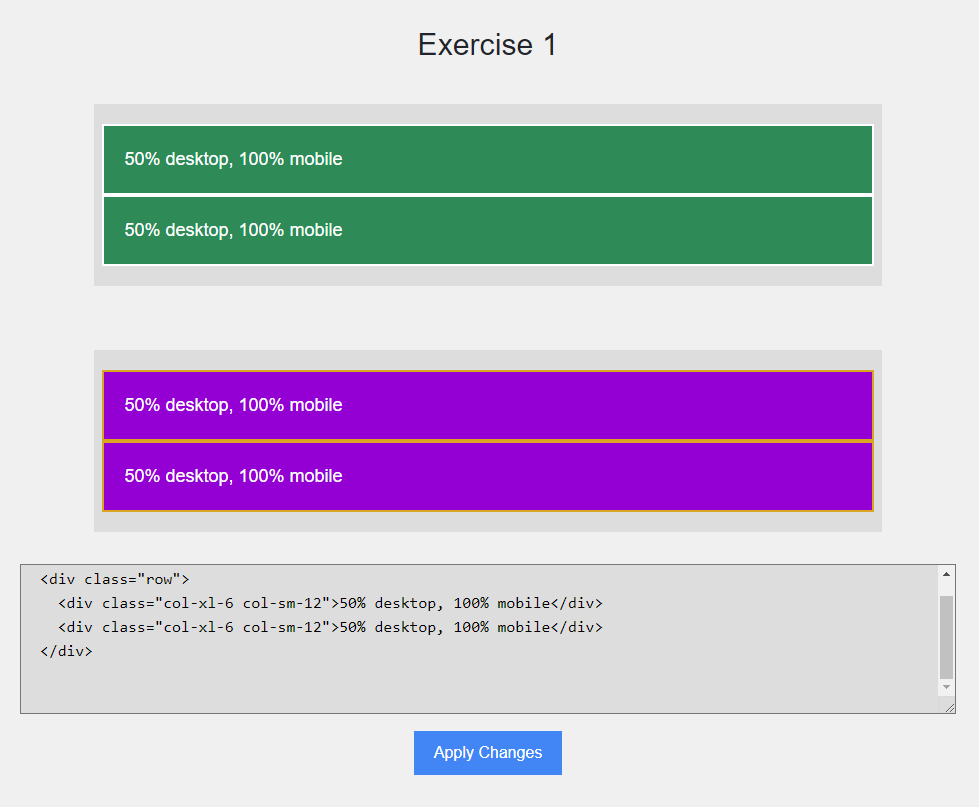 Exercise 1
50% desktop, 100% mobile
50% desktop, 100% mobile
50% desktop, 100% mobile
50% desktop, 100% mobile
<div class="row">
  <div class="col-xl-6 col-sm-12">50% desktop, 100% mobile</div>
  <div class="col-xl-6 col-sm-12">50% desktop, 100% mobile</div>
</div>
Apply Changes